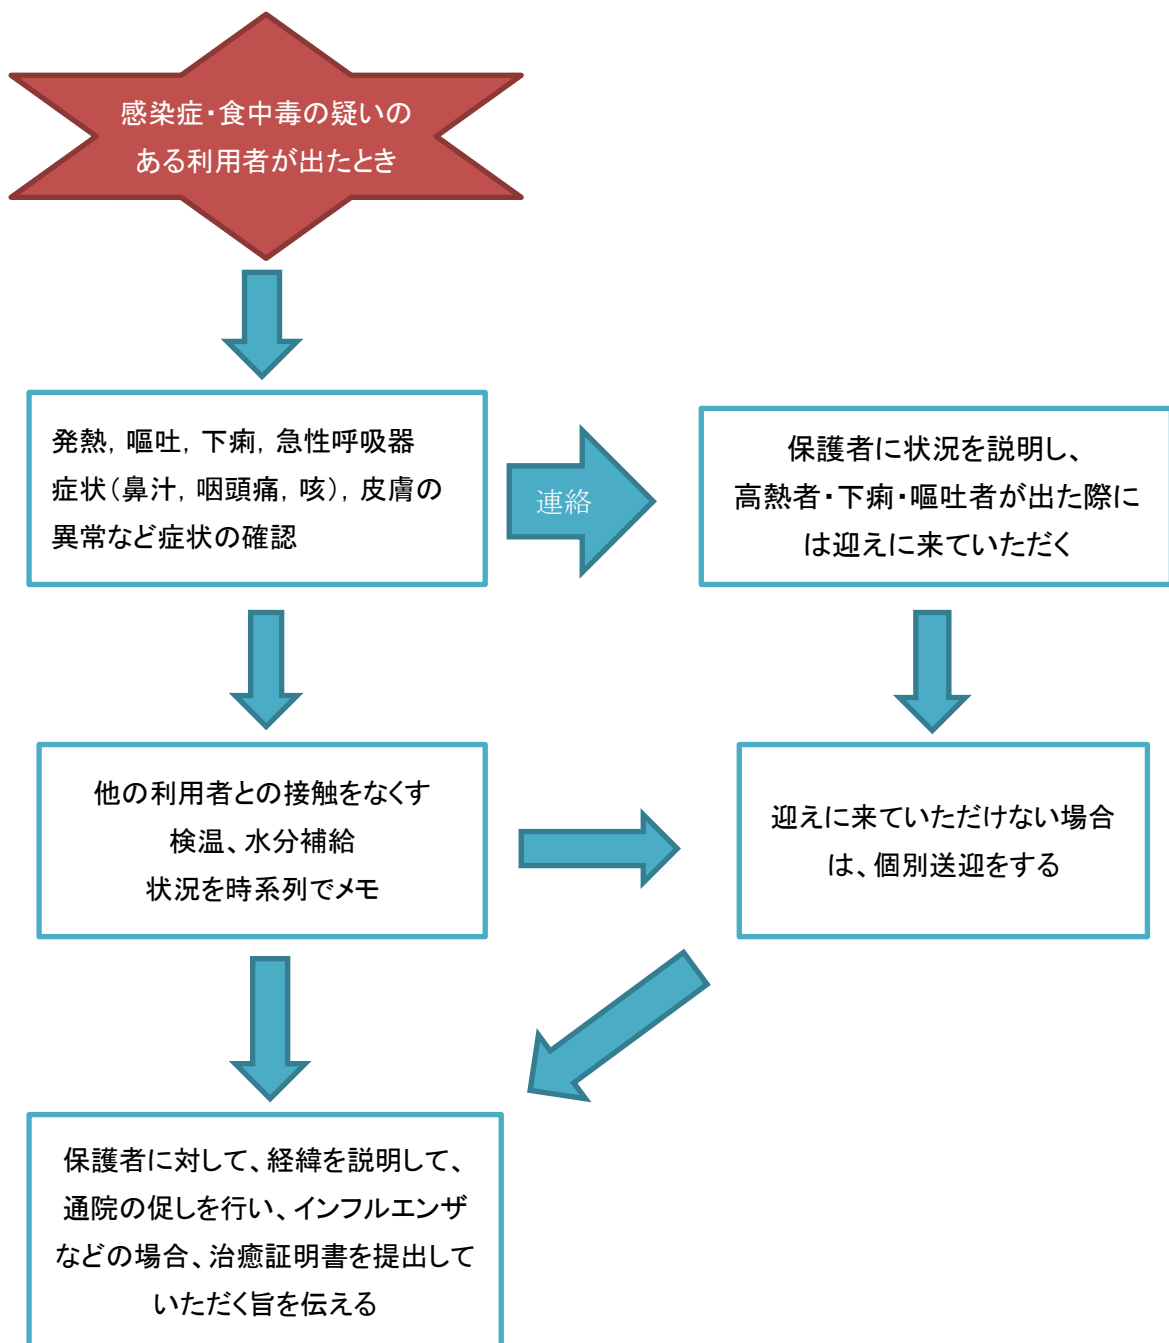 感染症・食中毒の疑いの
ある利用者が出たとき
発熱，嘔吐，下痢，急性呼吸器
症状（鼻汁，咽頭痛，咳），皮膚の
異常など症状の確認
連絡
保護者に状況を説明し、
高熱者・下痢・嘔吐者が出た際に
は迎えに来ていただく
他の利用者との接触をなくす
検温、水分補給
状況を時系列でメモ
迎えに来ていただけない場合
は、個別送迎をする
保護者に対して、経緯を説明して、
通院の促しを行い、インフルエンザ
などの場合、治癒証明書を提出して
いただく旨を伝える